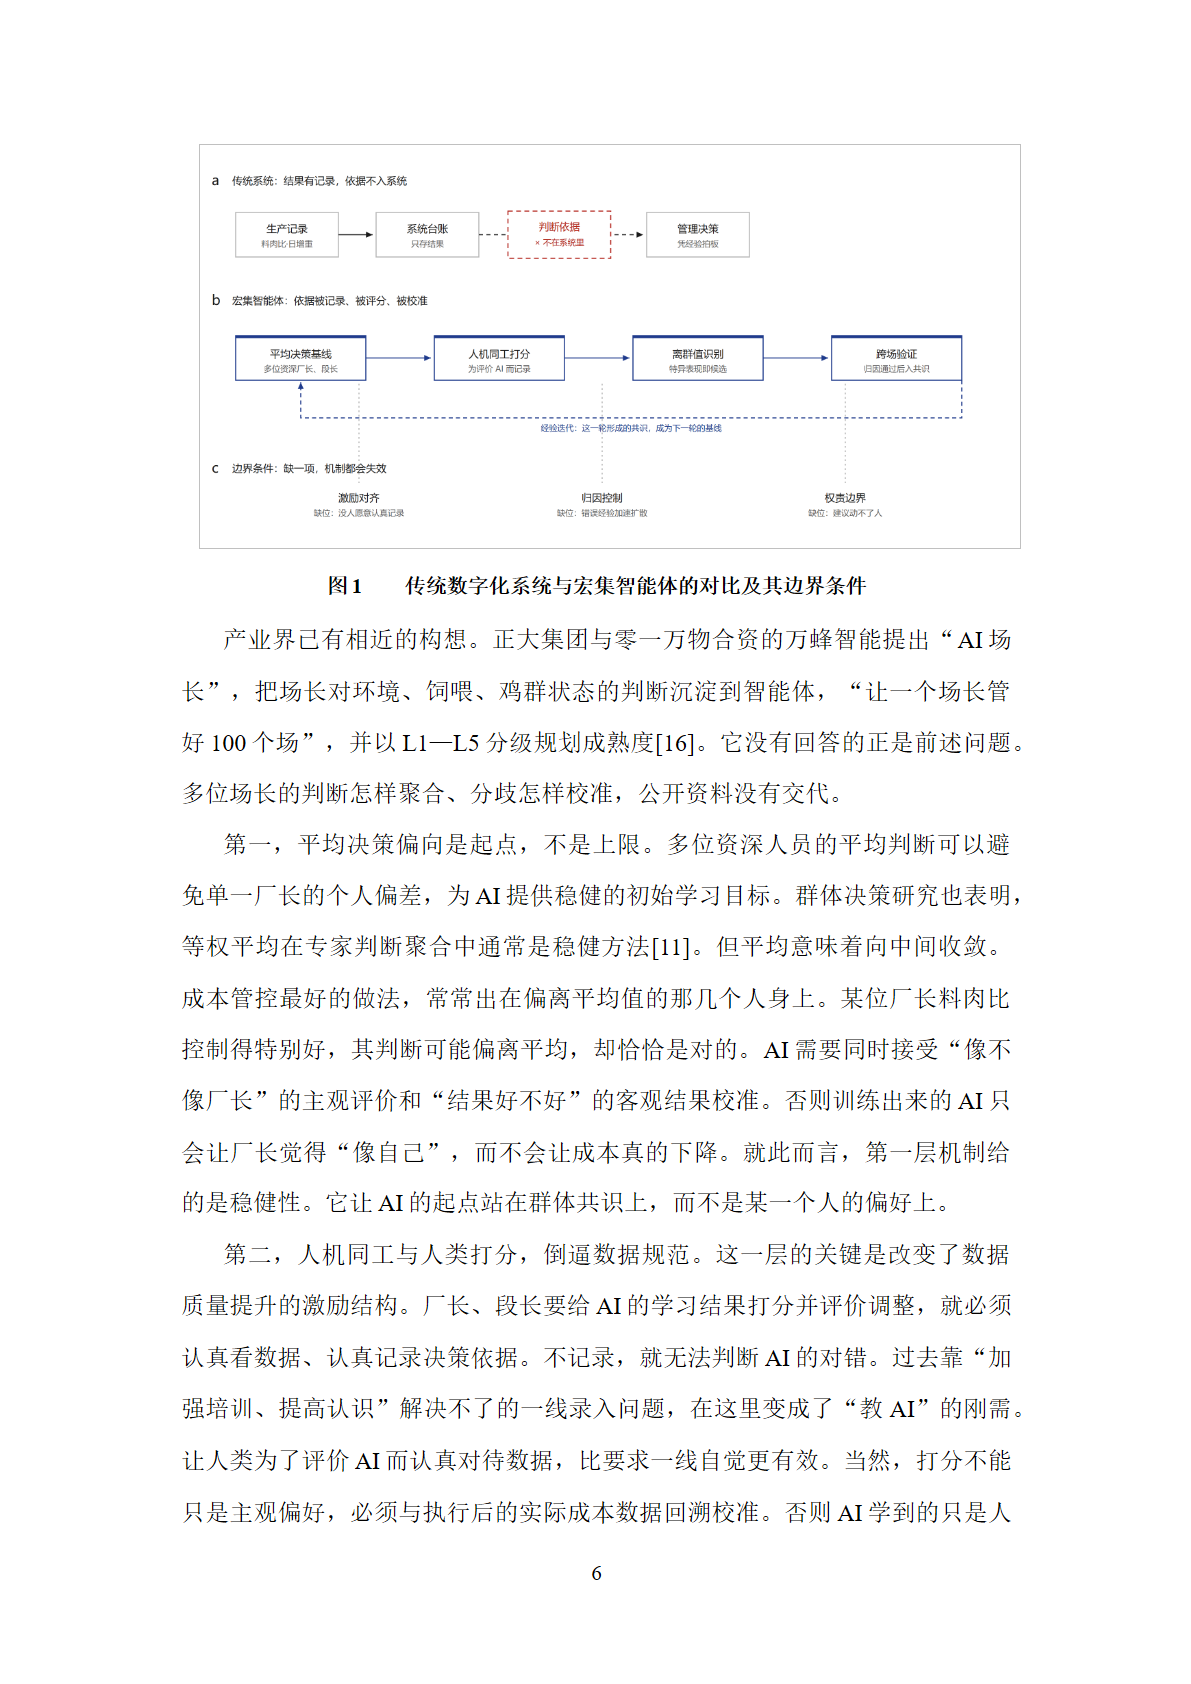 a 传统系统：结果有记录，依据不入系统
生产记录
料肉比·日增重
系统台账
只存结果
判断依据
× 不在系统里
管理决策
凭经验拍板
b 宏集智能体：依据被记录、被评分、被校准
平均决策基线
多位资深厂长、段长
人机同工打分
为评价 AI 而记录
离群值识别
特异表现即候选
跨场验证
归因通过后入共识
经验迭代：这一轮形成的共识，成为下一轮的基线
c 边界条件：缺一项，机制都会失效
激励对齐
缺位：没人愿意认真记录
归因控制
缺位：错误经验加速扩散
权责边界
缺位：建议动不了人
图 1 传统数字化系统与宏集智能体的对比及其边界条件
产业界已有相近的构想。正大集团与零一万物合资的万蜂智能提出“AI 场
长”，把场长对环境、饲喂、鸡群状态的判断沉淀到智能体，“让一个场长管
好 100 个场”，并以 L1—L5 分级规划成熟度[16]。它没有回答的正是前述问题。
多位场长的判断怎样聚合、分歧怎样校准，公开资料没有交代。
第一，平均决策偏向是起点，不是上限。多位资深人员的平均判断可以避
免单一厂长的个人偏差，为 AI 提供稳健的初始学习目标。群体决策研究也表明，
等权平均在专家判断聚合中通常是稳健方法[11]。但平均意味着向中间收敛。
成本管控最好的做法，常常出在偏离平均值的那几个人身上。某位厂长料肉比
控制得特别好，其判断可能偏离平均，却恰恰是对的。AI 需要同时接受“像不
像厂长”的主观评价和“结果好不好”的客观结果校准。否则训练出来的 AI 只
会让厂长觉得“像自己”，而不会让成本真的下降。就此而言，第一层机制给
的是稳健性。它让 AI 的起点站在群体共识上，而不是某一个人的偏好上。
第二，人机同工与人类打分，倒逼数据规范。这一层的关键是改变了数据
质量提升的激励结构。厂长、段长要给 AI 的学习结果打分并评价调整，就必须
认真看数据、认真记录决策依据。不记录，就无法判断 AI 的对错。过去靠“加
强培训、提高认识”解决不了的一线录入问题，在这里变成了“教 AI”的刚需。
让人类为了评价 AI 而认真对待数据，比要求一线自觉更有效。当然，打分不能
只是主观偏好，必须与执行后的实际成本数据回溯校准。否则 AI 学到的只是人
6